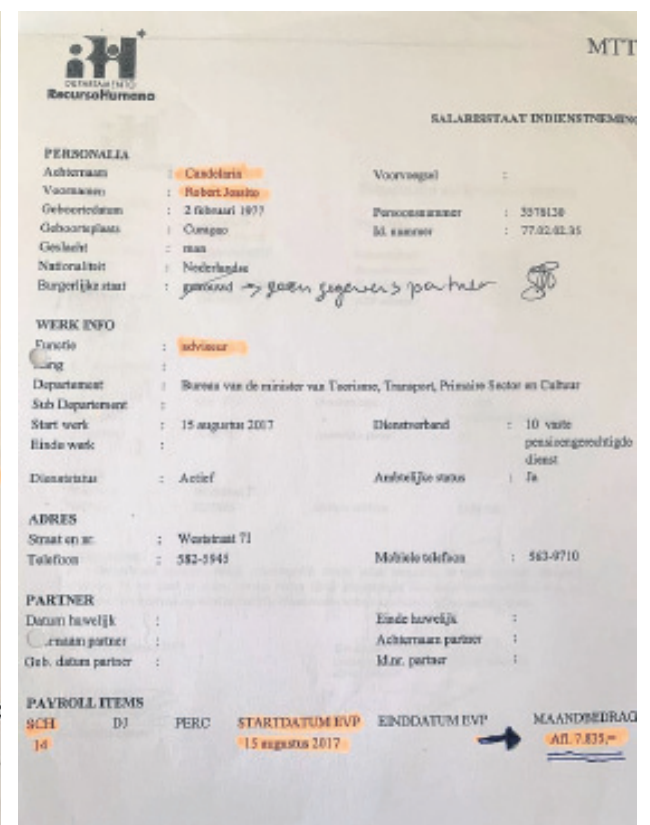 DEPARTAMENTO
RecursoHumano
MTT
SALARISSTAAT INDIENSTNEMING
PERSONALIA
Achternaam : Candelaria Voorvoegsel :
Voornamen : Robert Jossito
Geboortedatum : 2 februari 1977 Persoonsnummer : 3578130
Geboorteplaats : Curaçao Id. nummer : 77.02.02.35
Geslacht : man
Nationaliteit : Nederlandse
Burgerlijke staat : gehuwd → geen gegevens partner
WERK INFO
Functie : adviseur
Rang :
Departement : Bureau van de minister van Toerisme, Transport, Primaire Sector en Cultuur
Sub Departement :
Start werk : 15 augustus 2017 Dienstverband : 10 vaste
Einde werk : pensioengerechtigde
dienst
Dienststatus : Actief Ambtelijke status : Ja
ADRES
Straat en nr. : Weststraat 71
Telefoon : 582-5945 Mobiele telefoon : 563-9710
PARTNER
Datum huwelijk : Einde huwelijk :
naam partner : Achternaam partner :
Geb. datum partner : Id.nr. partner :
PAYROLL ITEMS
SCH DJ PERC STARTDATUM EVP EINDDATUM EVP MAANDBEDRAG
14 15 augustus 2017 → Afl. 7.835,=